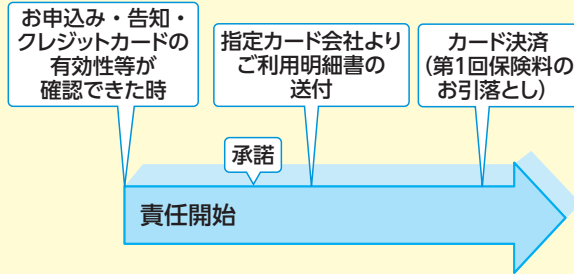 お申込み・告知・
クレジットカードの
有効性等が
確認できた時
指定カード会社より
ご利用明細書の
送付
カード決済
(第1回保険料の
お引落とし)
承諾
責任開始